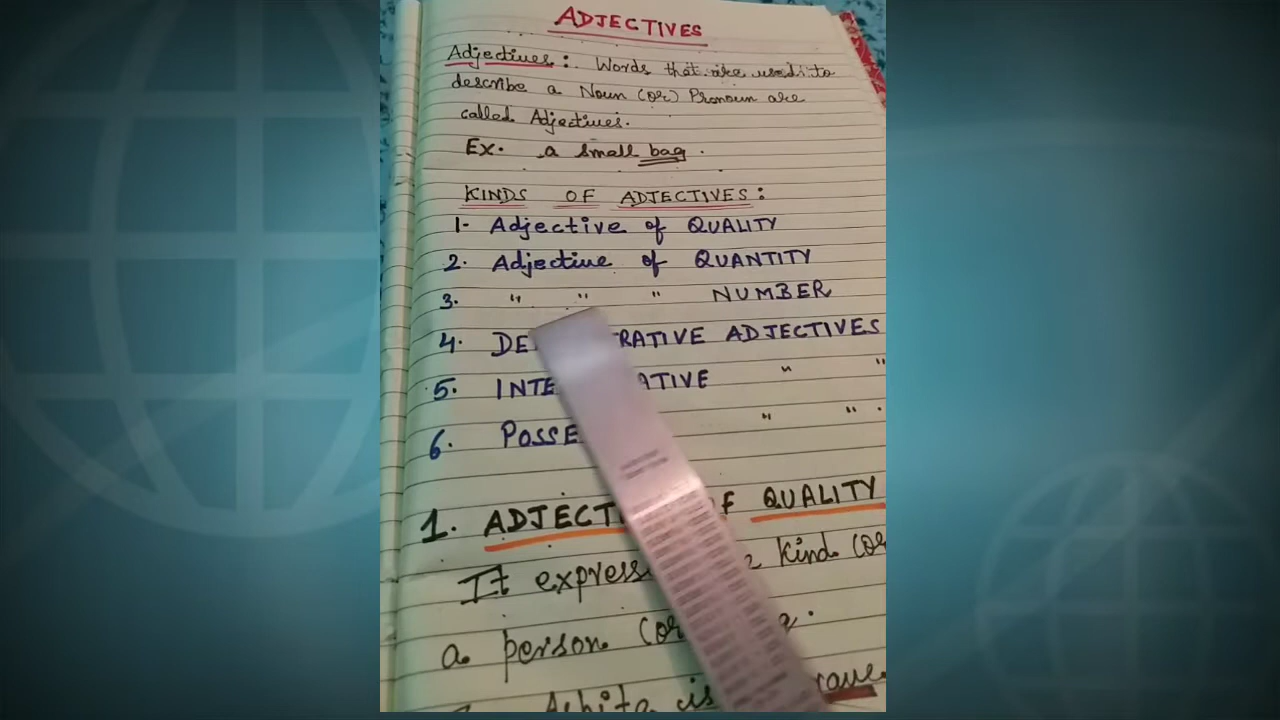 ADJECTIVES
Adjectives: Words that are used to
describe a Noun (or) Pronoun are
called Adjectives.
Ex. a small bag.
KINDS OF ADJECTIVES:
1- Adjective of QUALITY
2. Adjective of QUANTITY
3. " " " NUMBER
4. DE RATIVE ADJECTIVES
5. INTE ATIVE " "
6. POSSE " ".
1. ADJECT OF QUALITY
It express kind (or
a person (or
is